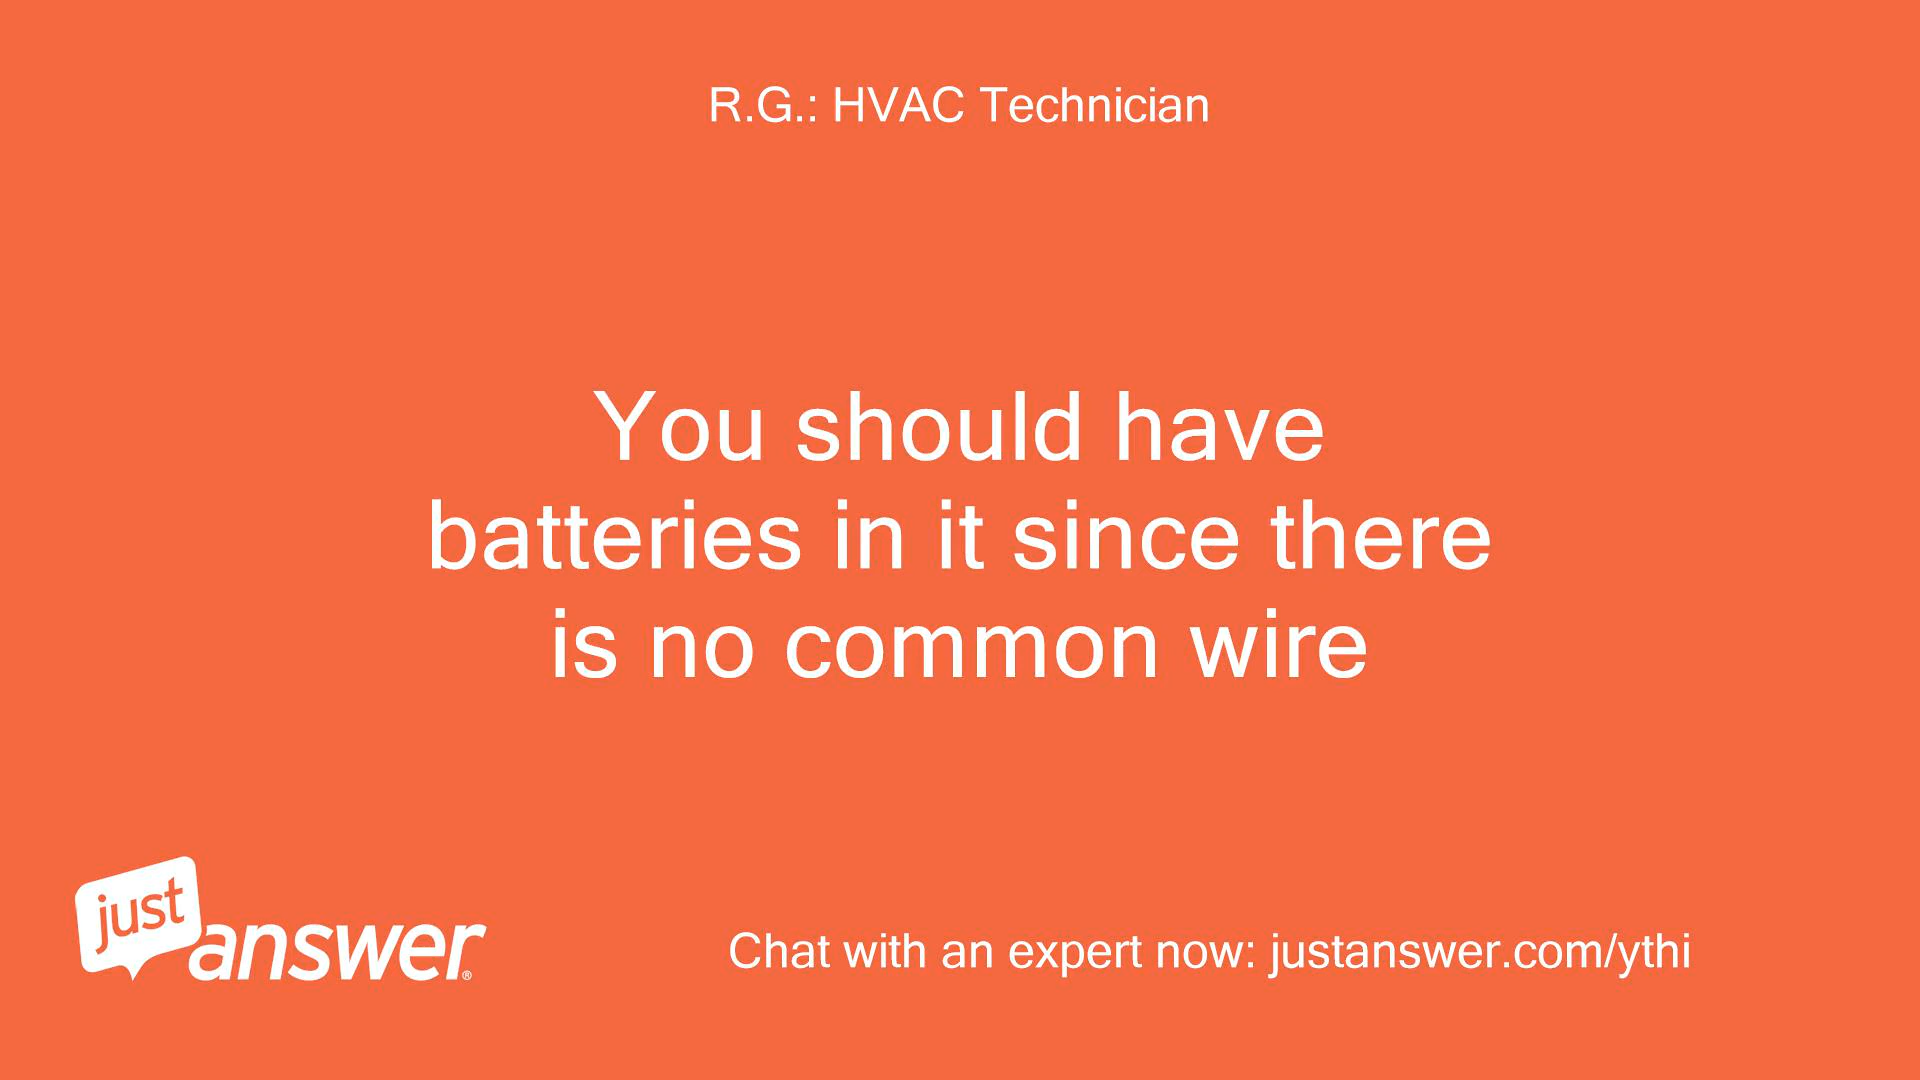 R.G.: HVAC Technician
You should have
batteries in it since there
is no common wire
just
answer®
Chat with an expert now: justanswer.com/ythi